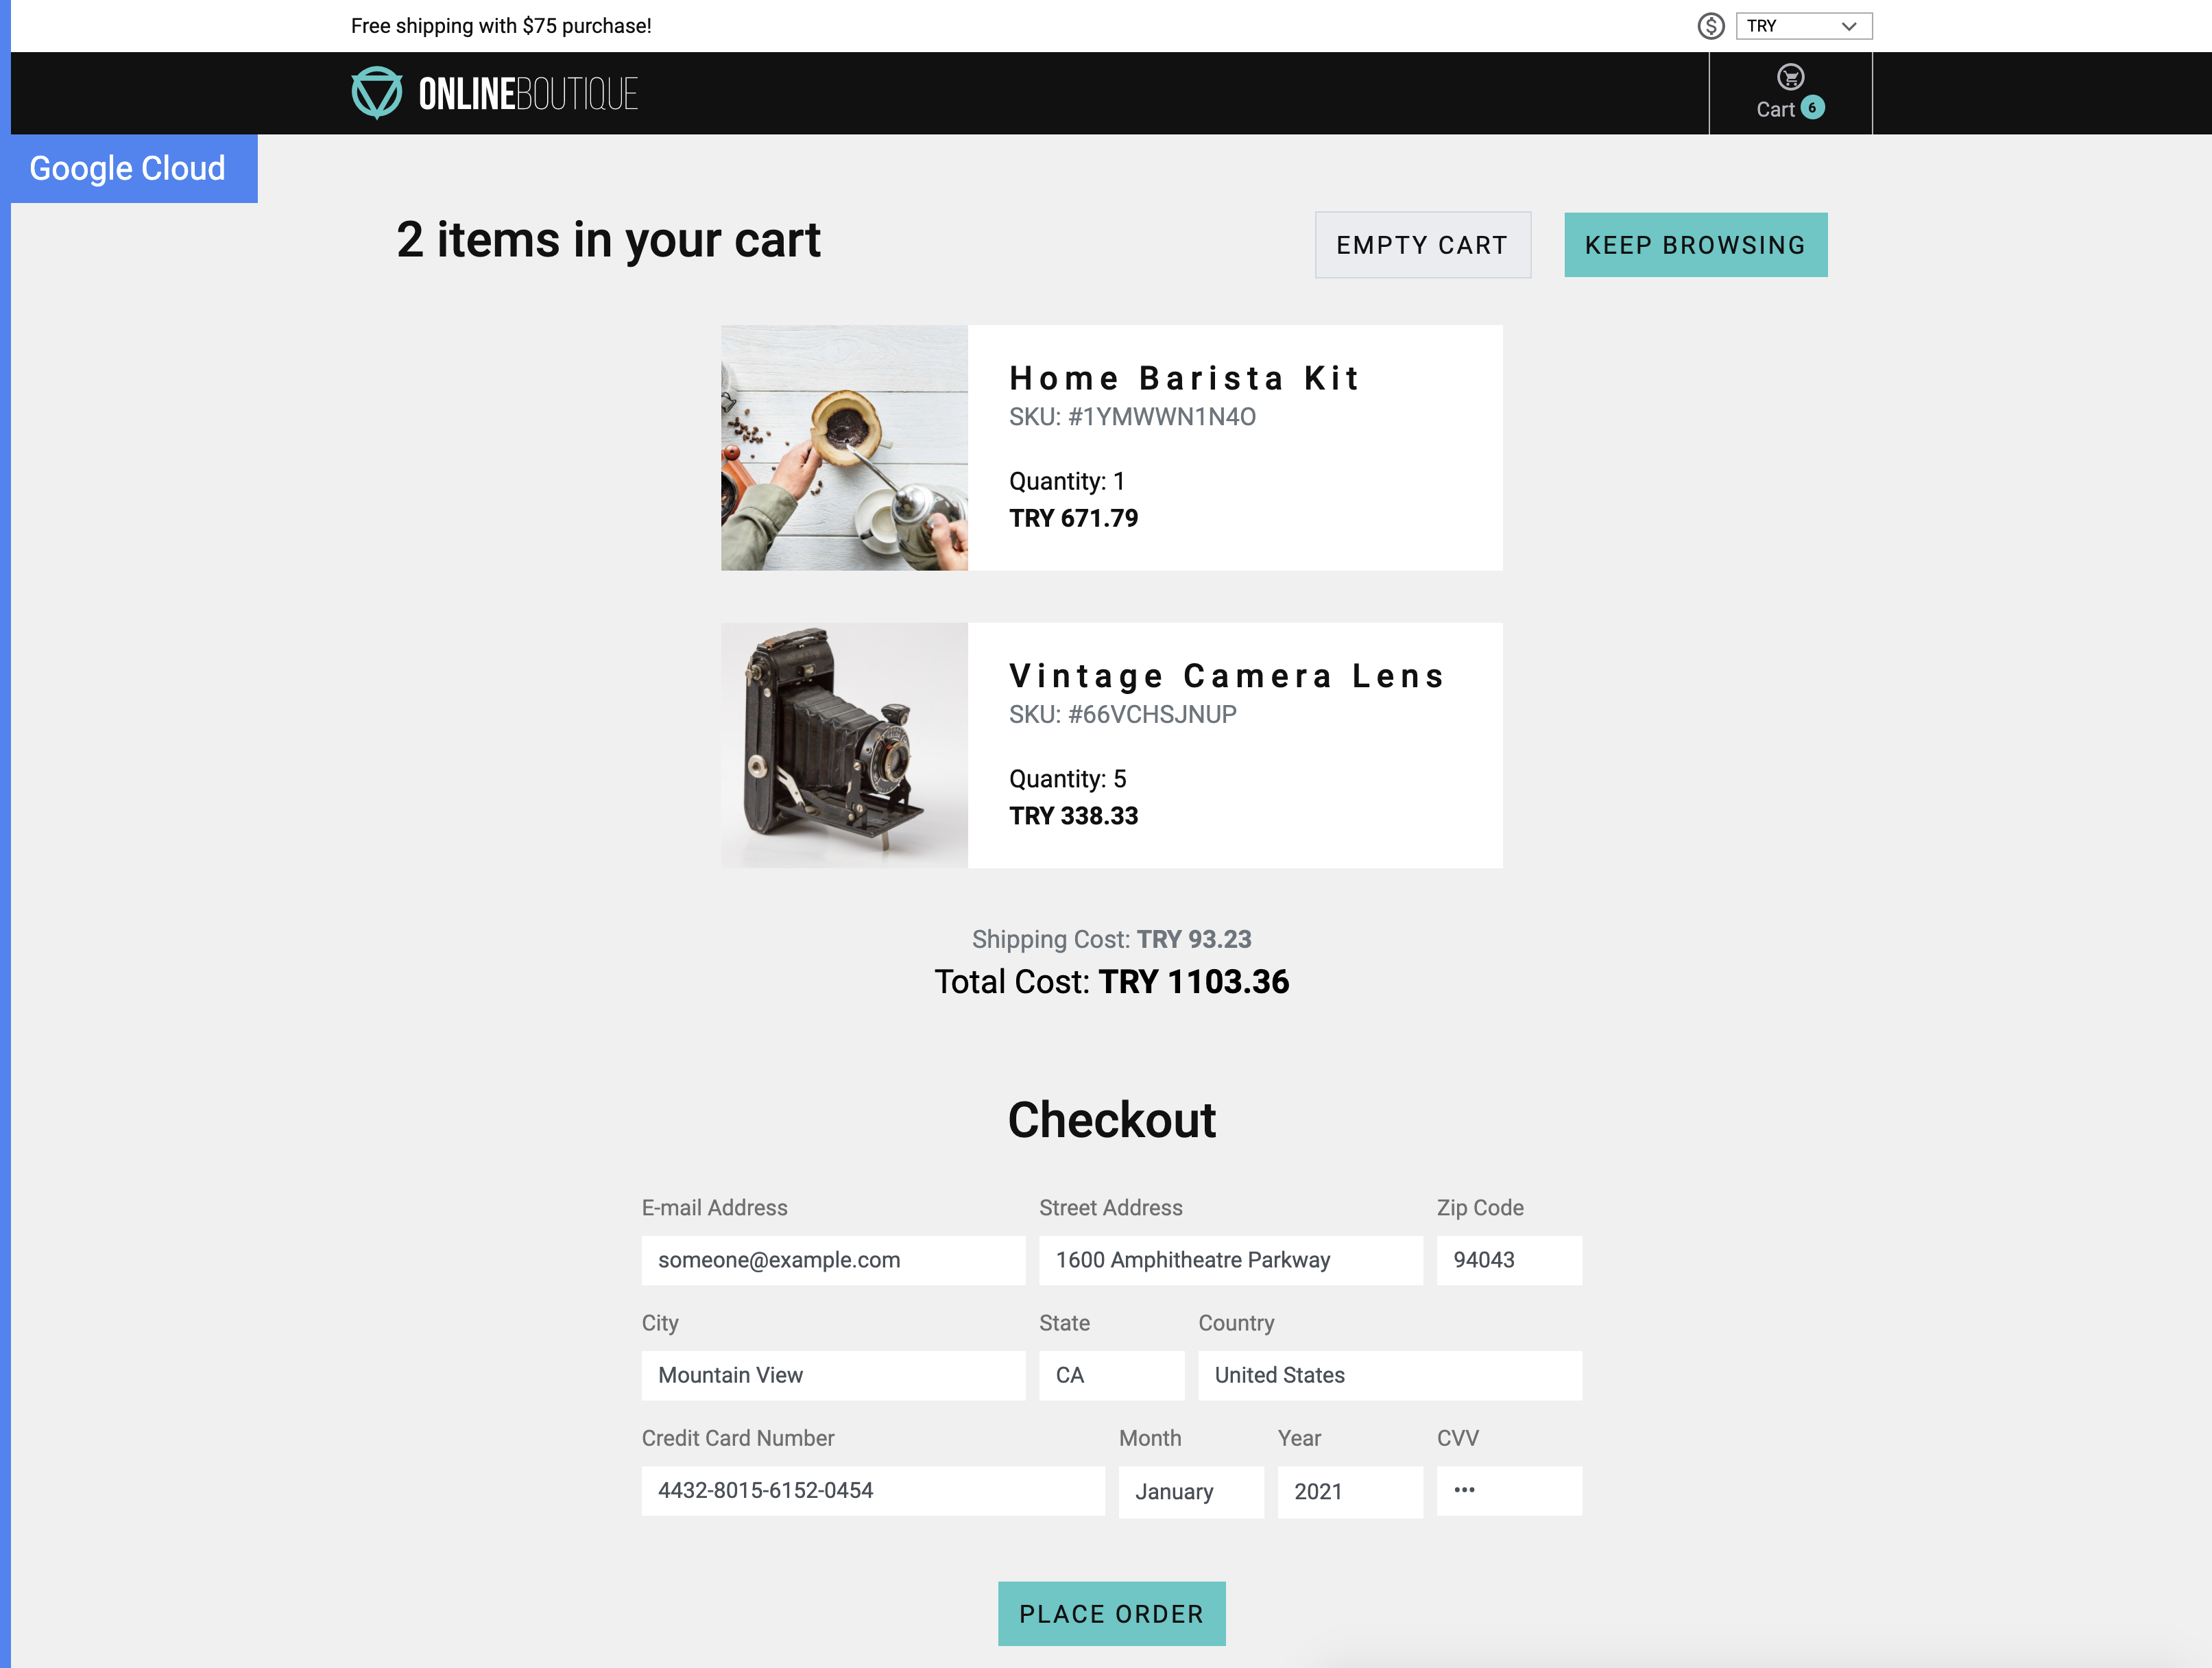 Free shipping with $75 purchase!
$ TRY
ONLINEBOUTIQUE
Cart 6
Google Cloud
2 items in your cart
EMPTY CART
KEEP BROWSING
Home Barista Kit
SKU: #1YMWWN1N4O
Quantity: 1
TRY 671.79
Vintage Camera Lens
SKU: #66VCHSJNUP
Quantity: 5
TRY 338.33
Shipping Cost: TRY 93.23
Total Cost: TRY 1103.36
Checkout
E-mail Address Street Address Zip Code
someone@example.com 1600 Amphitheatre Parkway 94043
City State Country
Mountain View CA United States
Credit Card Number Month Year CVV
4432-8015-6152-0454 January 2021 •••
PLACE ORDER